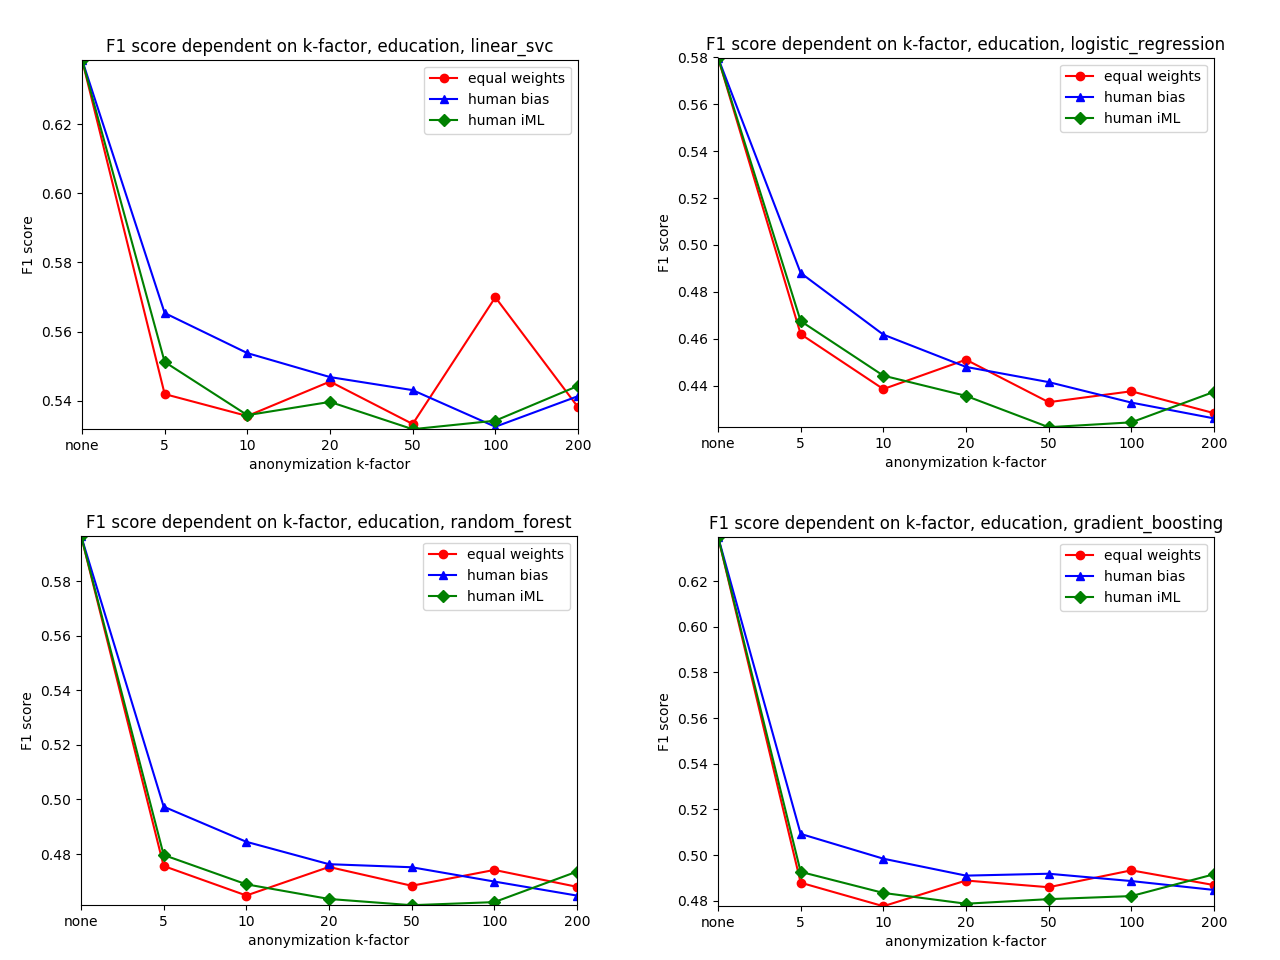 F1 score dependent on k-factor, education, linear_svc
equal weights
human bias
human iML
0.62
0.60
0.58
0.56
0.54
F1 score
none 5 10 20 50 100 200
anonymization k-factor
F1 score dependent on k-factor, education, logistic_regression
equal weights
human bias
human iML
0.58
0.56
0.54
0.52
0.50
0.48
0.46
0.44
F1 score
none 5 10 20 50 100 200
anonymization k-factor
F1 score dependent on k-factor, education, random_forest
equal weights
human bias
human iML
0.58
0.56
0.54
0.52
0.50
0.48
F1 score
none 5 10 20 50 100 200
anonymization k-factor
F1 score dependent on k-factor, education, gradient_boosting
equal weights
human bias
human iML
0.62
0.60
0.58
0.56
0.54
0.52
0.50
0.48
F1 score
none 5 10 20 50 100 200
anonymization k-factor